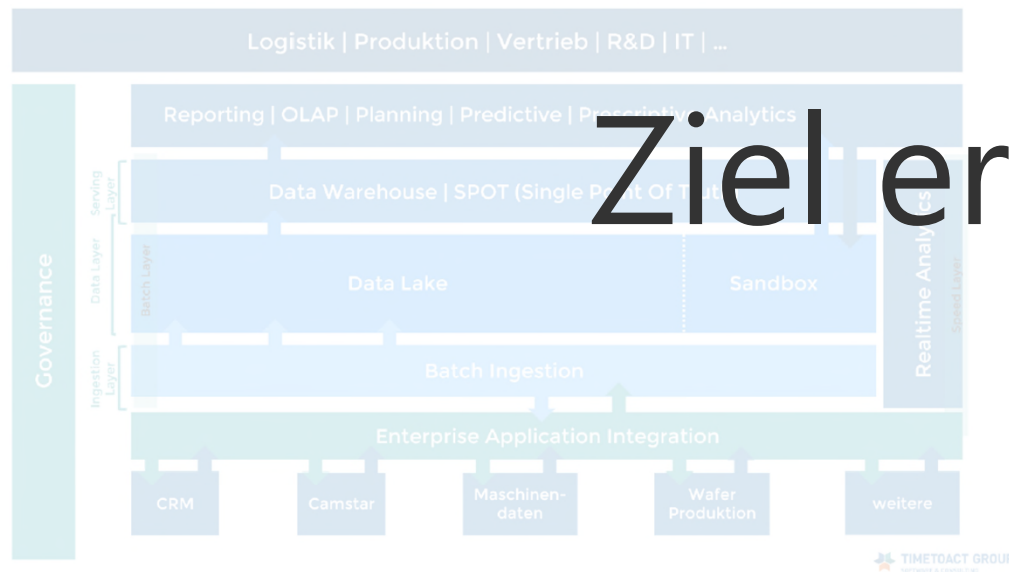 Logistik | Produktion | Vertrieb | R&D | IT | ...
Reporting | OLAP | Planning | Predictive | Prescriptive Analytics
Ziel er
Serving
Layer
Data Warehouse | SPOT (Single Point Of Truth)
Data Layer
Batch Layer
Data Lake
Sandbox
Realtime Analytics
Speed Layer
Governance
Ingestion
Layer
Batch Ingestion
Enterprise Application Integration
CRM
Camstar
Maschinen-
daten
Wafer
Produktion
weitere
TIMETOACT GROUP